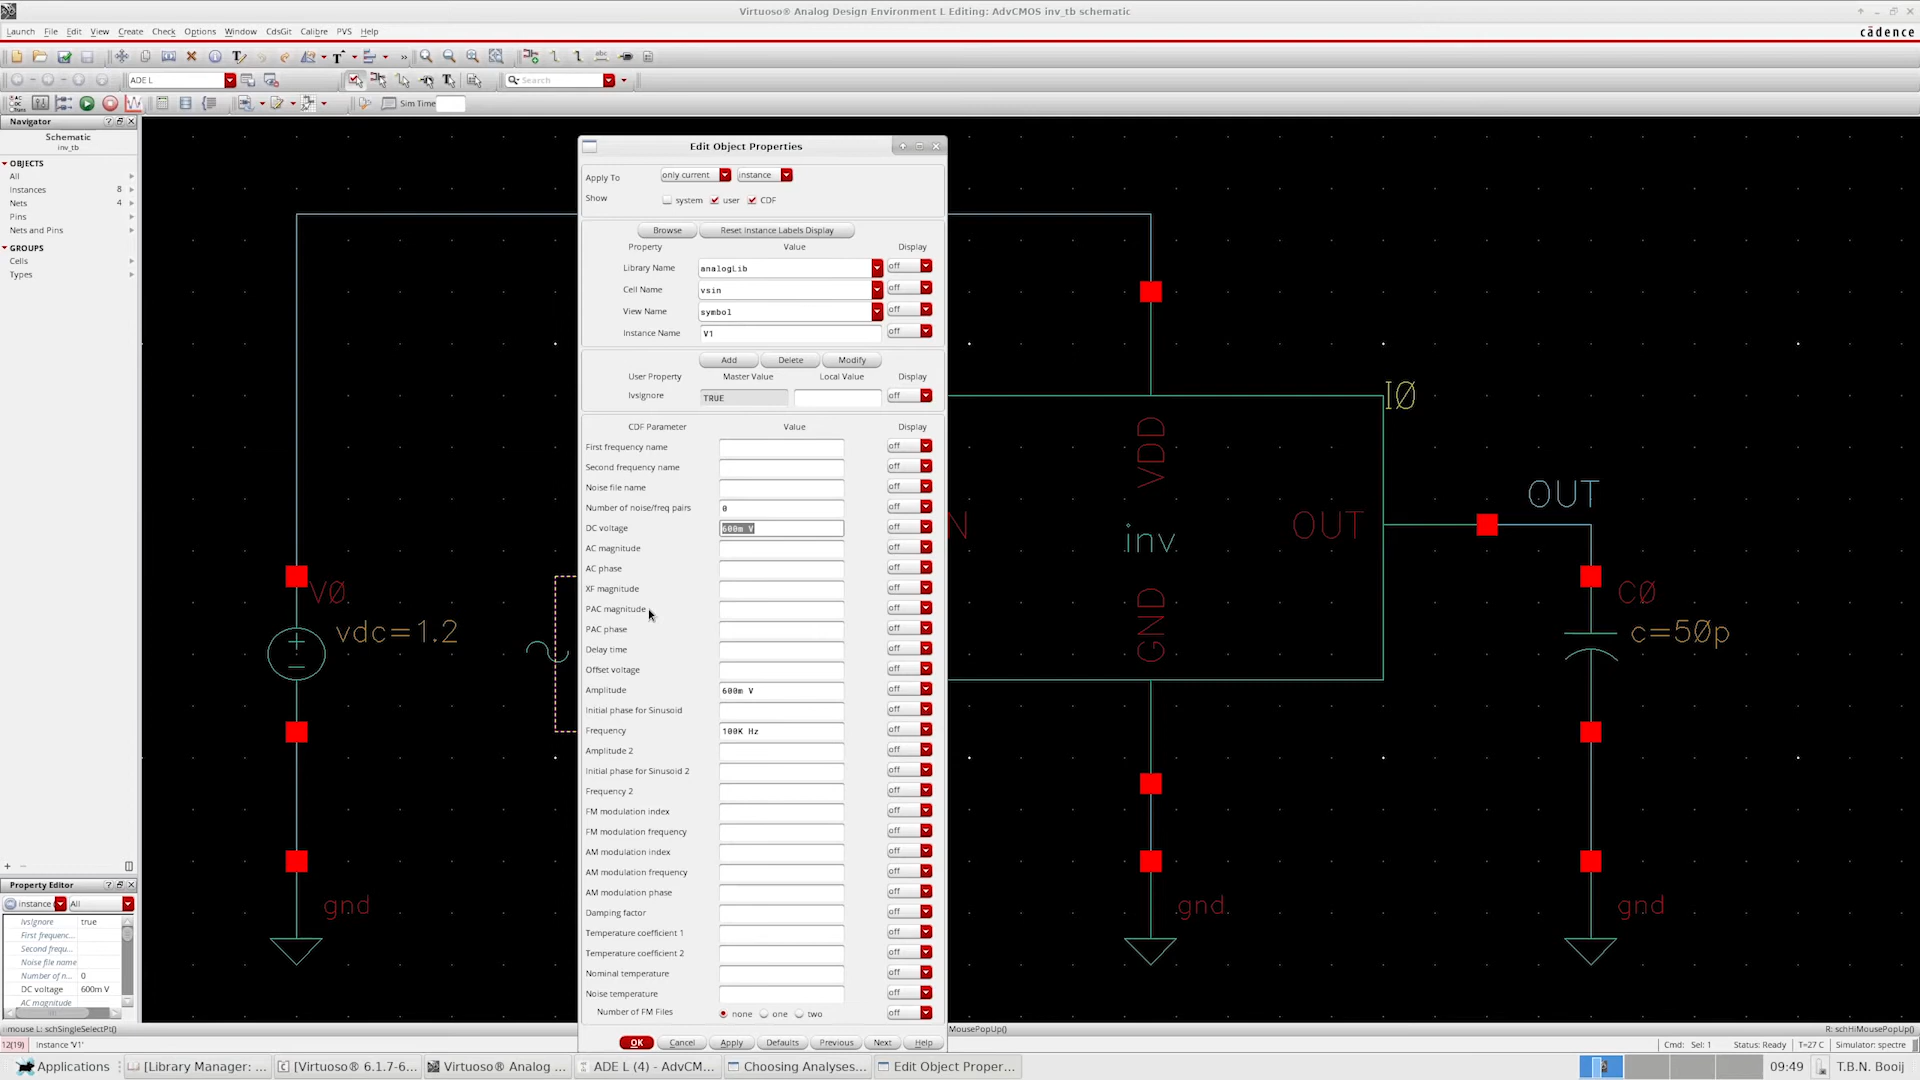 Virtuoso® Analog Design Environment L Editing: AdvCMOS inv_tb schematic
Launch File Edit View Create Check Options Window CdsGit Calibre PVS Help
cādence
ADE L
Search
Sim Time
Navigator
Schematic
inv_tb
OBJECTS
All
Instances 8
Nets 4
Pins
Nets and Pins
GROUPS
Cells
Types
Property Editor
instance All
lvsIgnore true
First frequenc...
Second frequ...
Noise file name
Number of n... 0
DC voltage 600m V
AC magnitude
Edit Object Properties
Apply To only current instance
Show system user CDF
Browse Reset Instance Labels Display
Property Value Display
Library Name analogLib off
Cell Name vsin off
View Name symbol off
Instance Name V1 off
Add Delete Modify
User Property Master Value Local Value Display
lvsIgnore TRUE off
CDF Parameter Value Display
First frequency name off
Second frequency name off
Noise file name off
Number of noise/freq pairs 0 off
DC voltage 600m V off
AC magnitude off
AC phase off
XF magnitude off
PAC magnitude off
PAC phase off
Delay time off
Offset voltage off
Amplitude 600m V off
Initial phase for Sinusoid off
Frequency 100K Hz off
Amplitude 2 off
Initial phase for Sinusoid 2 off
Frequency 2 off
FM modulation index off
FM modulation frequency off
AM modulation index off
AM modulation frequency off
AM modulation phase off
Damping factor off
Temperature coefficient 1 off
Temperature coefficient 2 off
Nominal temperature off
Noise temperature off
Number of FM Files none one two off
OK Cancel Apply Defaults Previous Next Help
V0
vdc=1.2
gnd
I0
VDD
N
inv
OUT
GND
gnd
OUT
C0
c=50p
gnd
mouse L: schSingleSelectPt() MousePopUp() R: schHiMousePopUp()
12(19) Instance 'V1' Cmd: Sel: 1 Status: Ready T=27 C Simulator: spectre
Applications [Library Manager: ... [Virtuoso® 6.1.7-6... Virtuoso® Analog ... ADE L (4) - AdvCM... Choosing Analyses... Edit Object Proper... 09:49 T.B.N. Booij